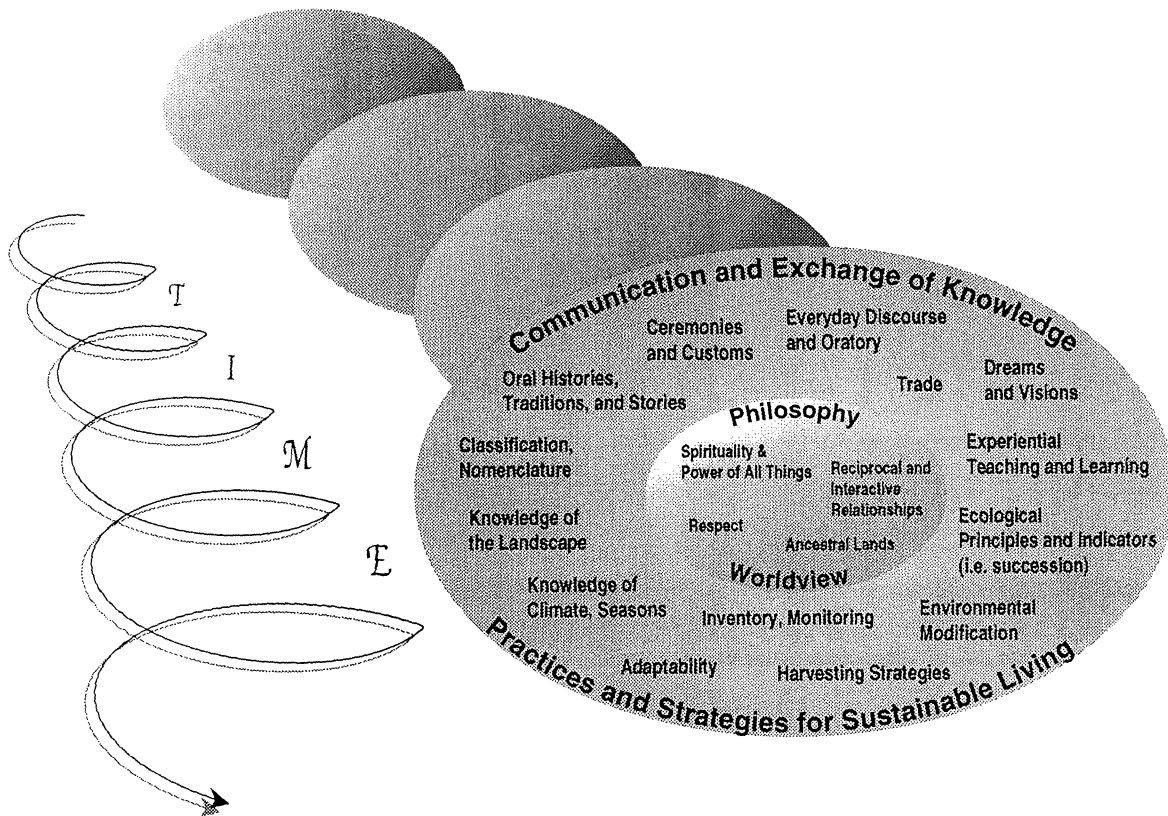 T
I
M
E
Communication and Exchange of Knowledge
Ceremonies
and Customs
Everyday Discourse
and Oratory
Oral Histories,
Traditions, and Stories
Trade
Dreams
and Visions
Classification,
Nomenclature
Experiential
Teaching and Learning
Knowledge of
the Landscape
Ecological
Principles and Indicators
(i.e. succession)
Knowledge of
Climate, Seasons
Inventory, Monitoring
Environmental
Modification
Adaptability
Harvesting Strategies
Practices and Strategies for Sustainable Living
Philosophy
Spirituality &
Power of All Things
Reciprocal and
Interactive
Relationships
Respect
Ancestral Lands
Worldview